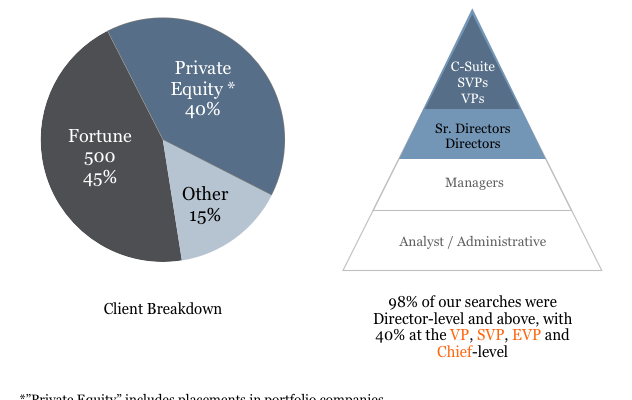 Private
Equity *
40%
Fortune
500
45%
Other
15%
Client Breakdown
C-Suite
SVPs
VPs
Sr. Directors
Directors
Managers
Analyst / Administrative
98% of our searches were
Director-level and above, with
40% at the VP, SVP, EVP and
Chief-level
*”Private Equity” includes placements in portfolio companies